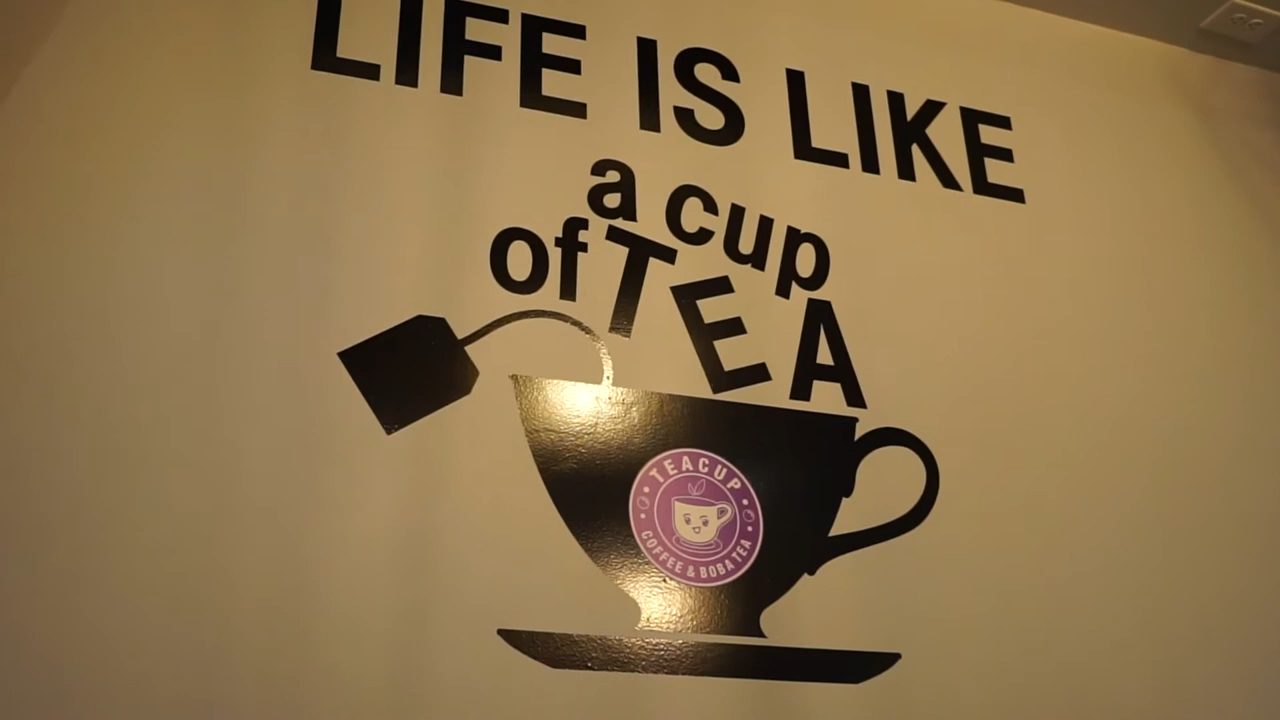 LIFE IS LIKE
a cup
of TEA
TEACUP
COFFEE & BOBA TEA